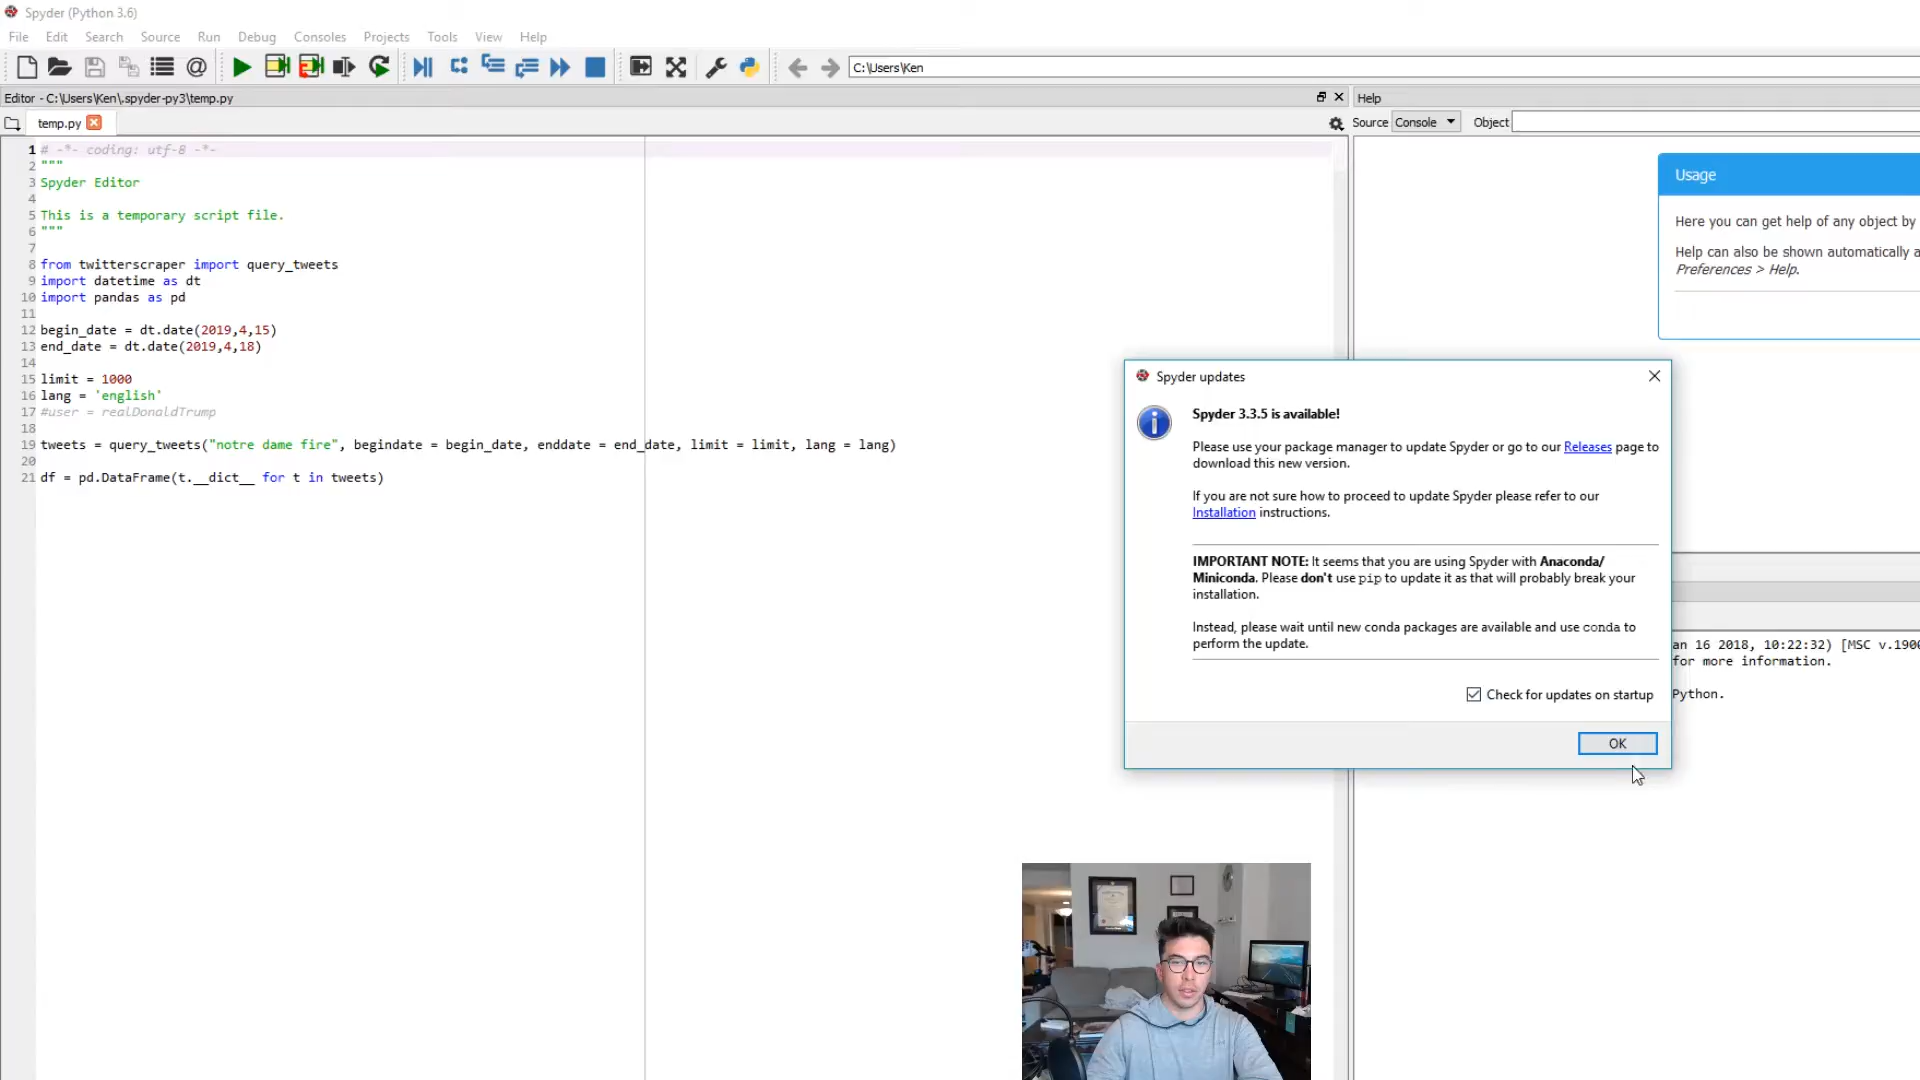 Spyder (Python 3.6)
File Edit Search Source Run Debug Consoles Projects Tools View Help
C:\Users\Ken
Editor - C:\Users\Ken\.spyder-py3\temp.py
temp.py
1 # -*- coding: utf-8 -*-
2 """
3 Spyder Editor
4
5 This is a temporary script file.
6 """
7
8 from twitterscraper import query_tweets
9 import datetime as dt
10 import pandas as pd
11
12 begin_date = dt.date(2019,4,15)
13 end_date = dt.date(2019,4,18)
14
15 limit = 1000
16 lang = 'english'
17 #user = realDonaldTrump
18
19 tweets = query_tweets("notre dame fire", begindate = begin_date, enddate = end_date, limit = limit, lang = lang)
20
21 df = pd.DataFrame(t.__dict__ for t in tweets)
Help
Source Console Object
Usage
Here you can get help of any object by
Help can also be shown automatically a
Preferences > Help.
Spyder updates
Spyder 3.3.5 is available!
Please use your package manager to update Spyder or go to our Releases page to
download this new version.
If you are not sure how to proceed to update Spyder please refer to our
Installation instructions.
IMPORTANT NOTE: It seems that you are using Spyder with Anaconda/
Miniconda. Please don't use pip to update it as that will probably break your
installation.
Instead, please wait until new conda packages are available and use conda to
perform the update.
Check for updates on startup
OK
an 16 2018, 10:22:32) [MSC v.190
for more information.
Python.